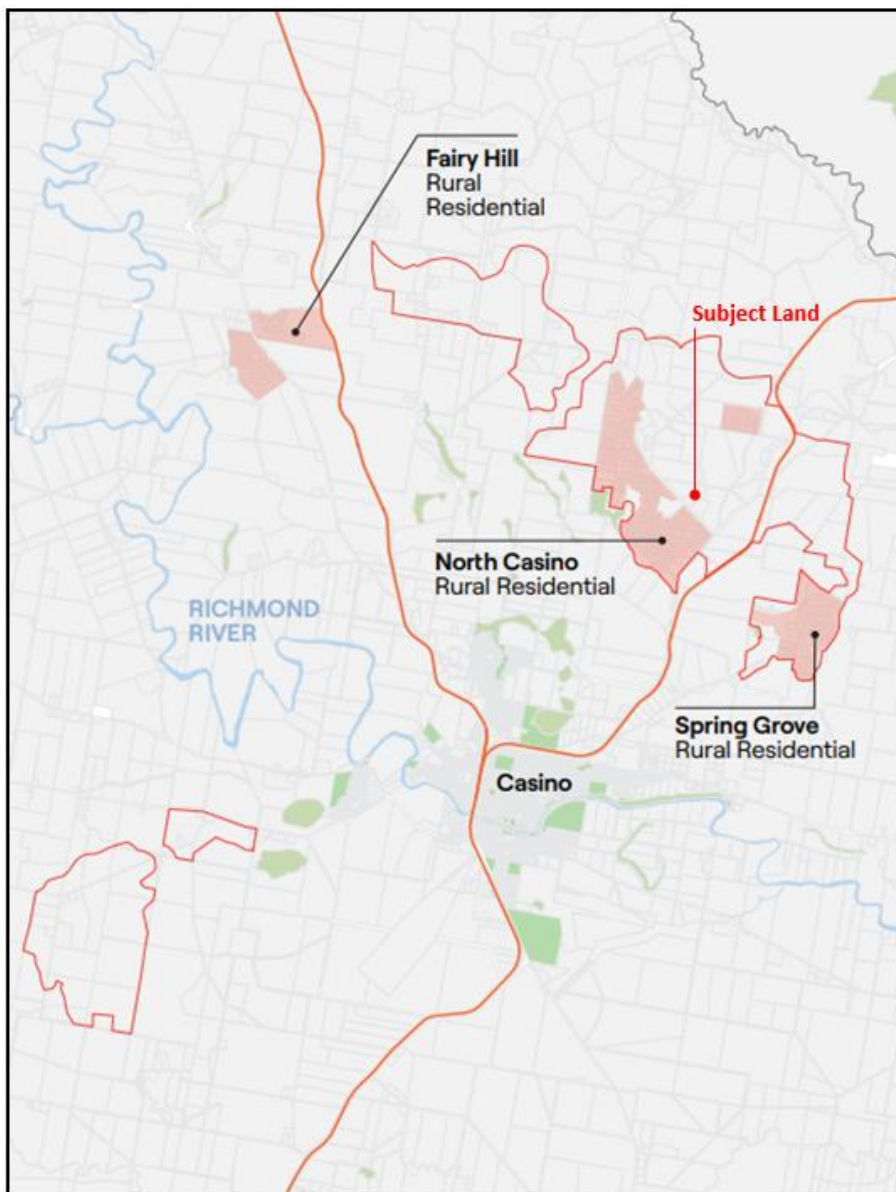 Fairy Hill
Rural
Residential
Subject Land
North Casino
Rural Residential
RICHMOND
RIVER
Spring Grove
Rural Residential
Casino